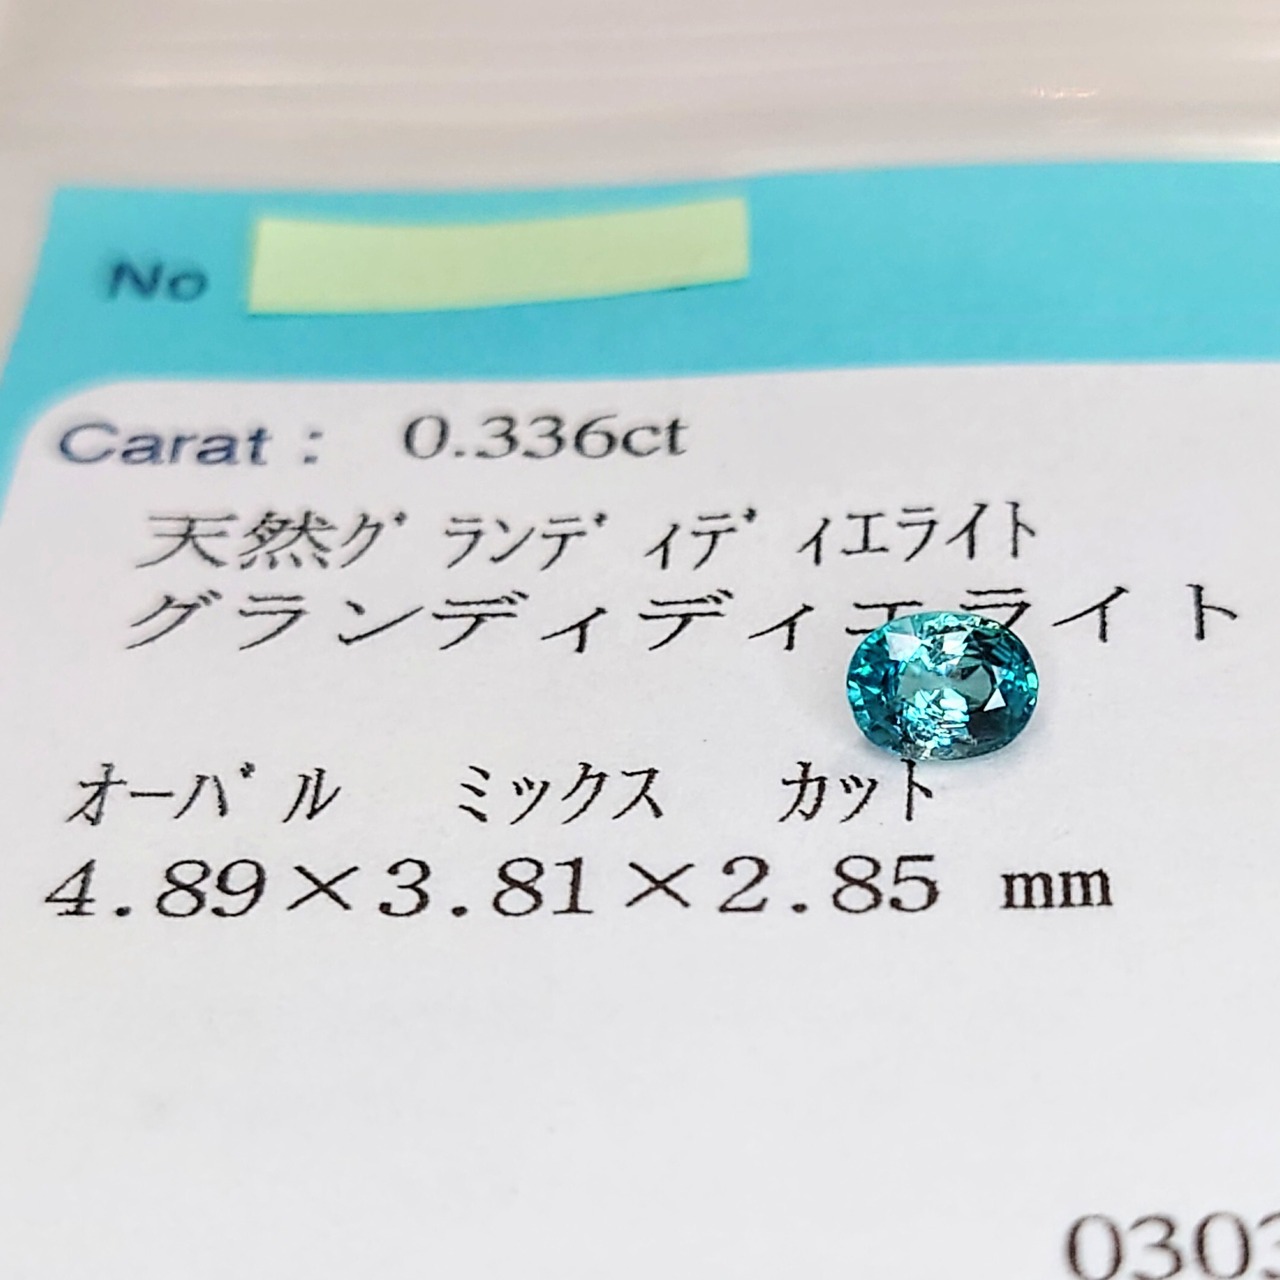 No
Carat : 0.336ct
天然ｸﾞﾗﾝﾃﾞｨﾃﾞｨｴﾗｲﾄ
グランディディエライト
ｵｰﾊﾞﾙ ﾐｯｸｽ ｶｯﾄ
4.89×3.81×2.85 mm
0303